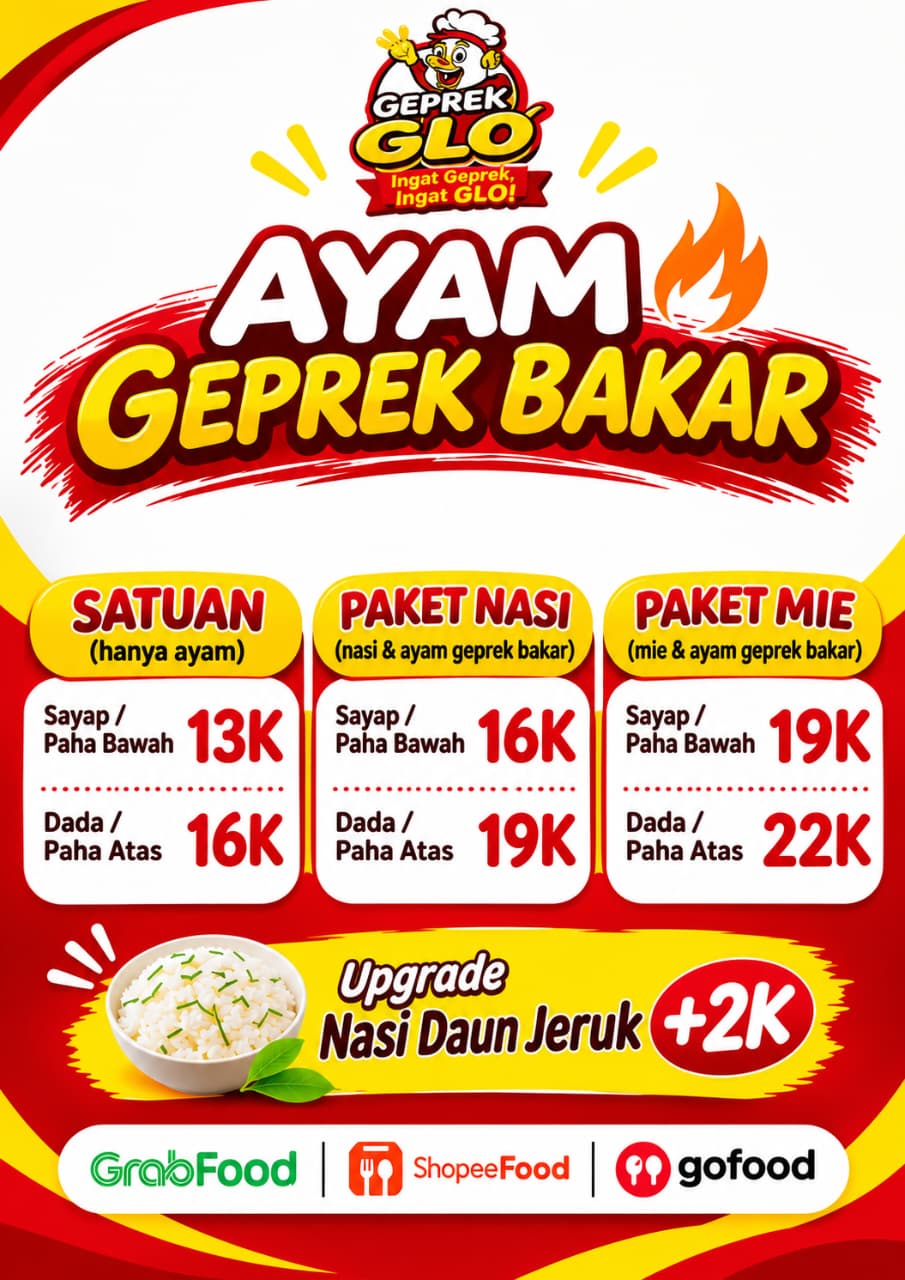 GEPREK
GLO
Ingat Geprek,
Ingat GLO!
AYAM
GEPREK BAKAR
SATUAN
(hanya ayam)
Sayap /
Paha Bawah 13K
Dada /
Paha Atas 16K
PAKET NASI
(nasi & ayam geprek bakar)
Sayap /
Paha Bawah 16K
Dada /
Paha Atas 19K
PAKET MIE
(mie & ayam geprek bakar)
Sayap /
Paha Bawah 19K
Dada /
Paha Atas 22K
Upgrade
Nasi Daun Jeruk +2K
GrabFood | ShopeeFood | gofood